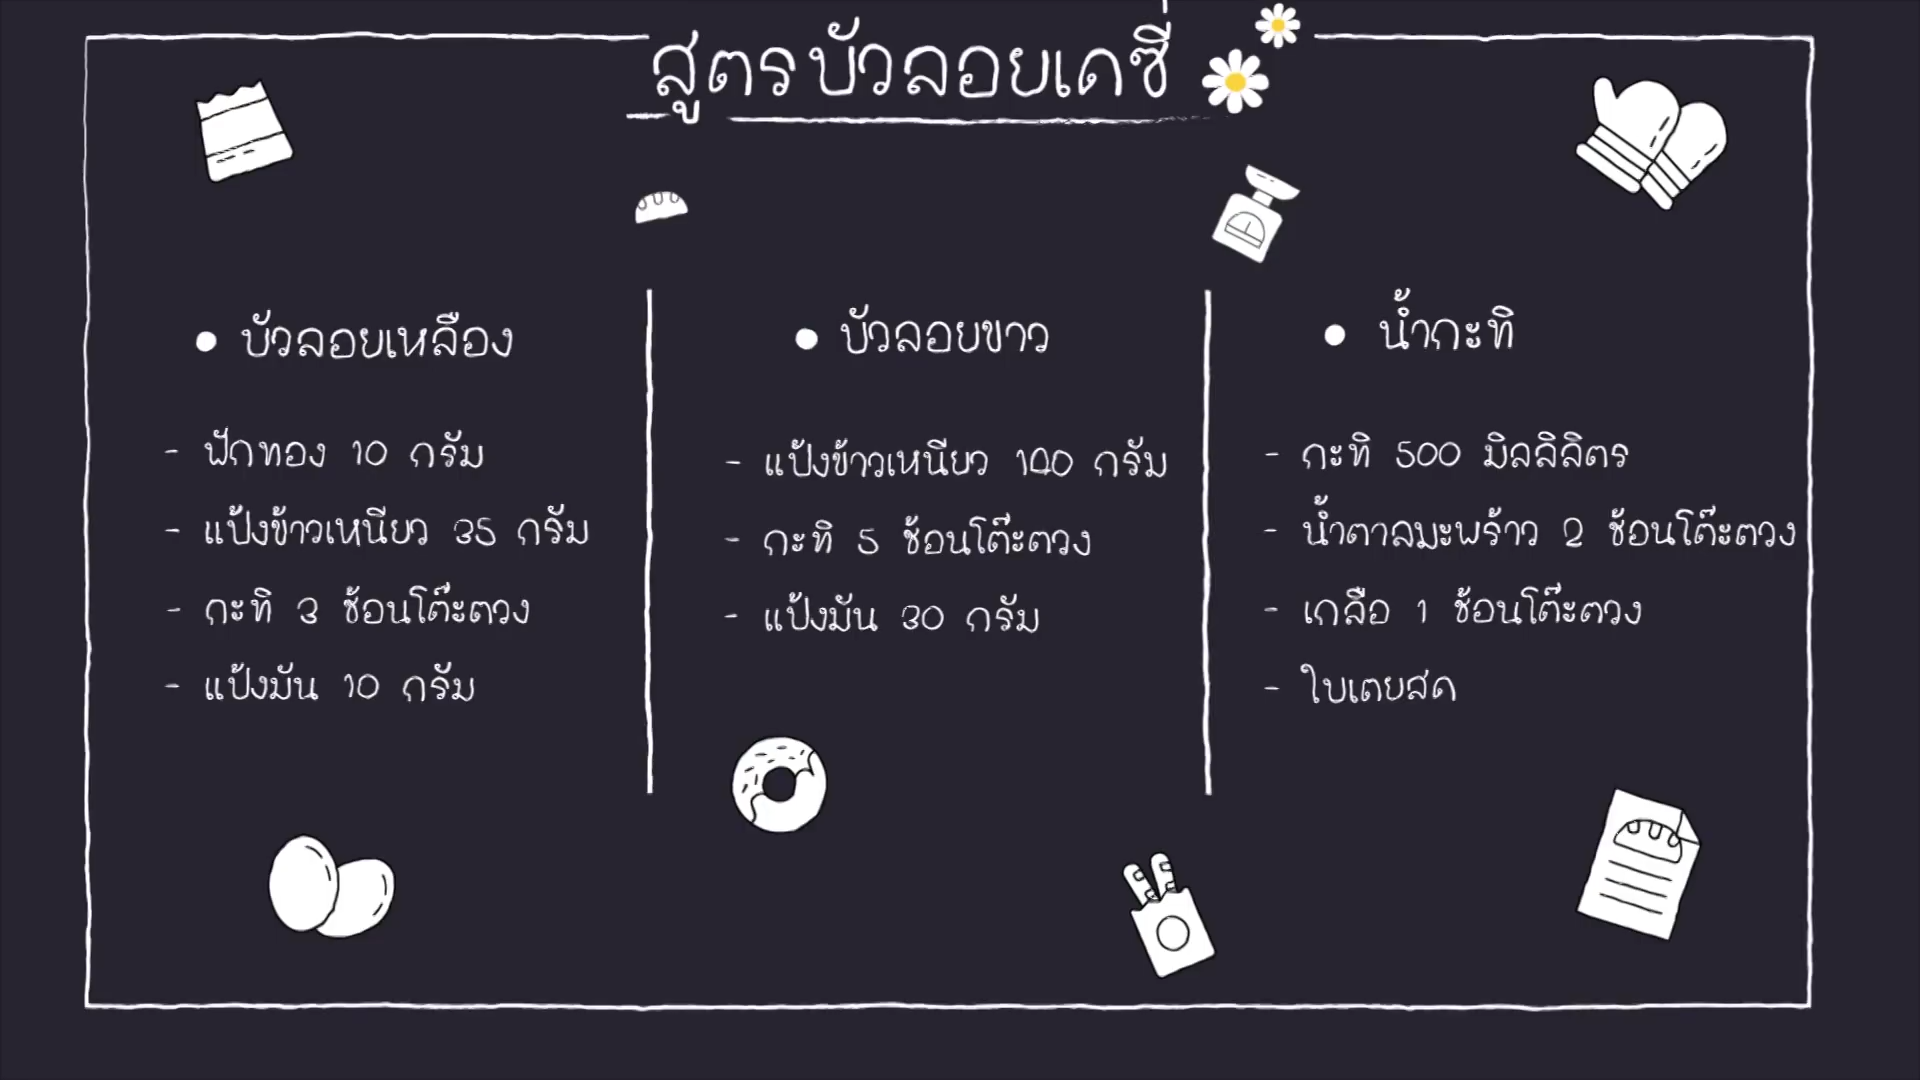 สูตรบัวลอยเดซี่
บัวลอยเหลือง
- ฟักทอง 10 กรัม
- แป้งข้าวเหนียว 35 กรัม
- กะทิ 3 ช้อนโต๊ะตวง
- แป้งมัน 10 กรัม
บัวลอยขาว
- แป้งข้าวเหนียว 100 กรัม
- กะทิ 5 ช้อนโต๊ะตวง
- แป้งมัน 30 กรัม
น้ำกะทิ
- กะทิ 500 มิลลิลิตร
- น้ำตาลมะพร้าว 2 ช้อนโต๊ะตวง
- เกลือ 1 ช้อนโต๊ะตวง
- ใบเตยสด